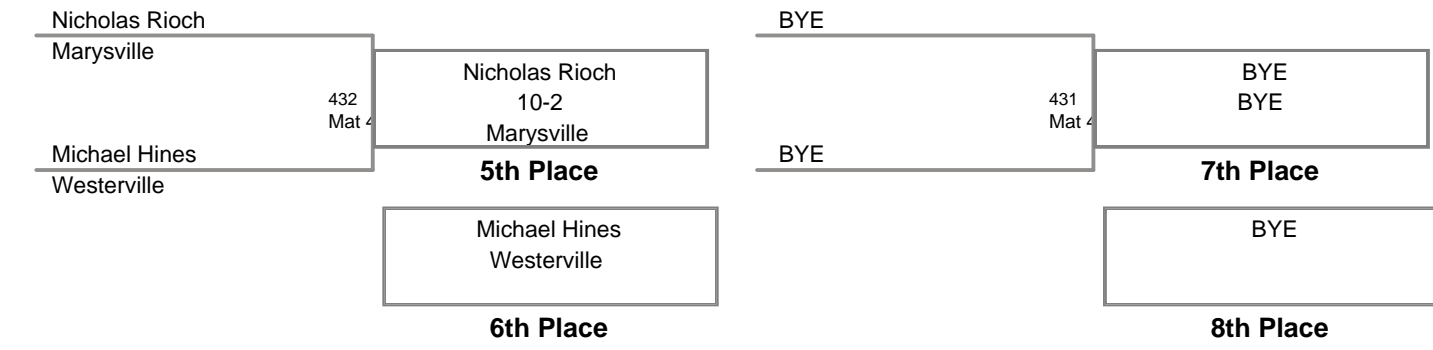 Nicholas Rioch
Marysville
432
Mat 4
Michael Hines
Westerville
Nicholas Rioch
10-2
Marysville
5th Place
Michael Hines
Westerville
6th Place
BYE
431
Mat 4
BYE
BYE
BYE
7th Place
BYE
8th Place